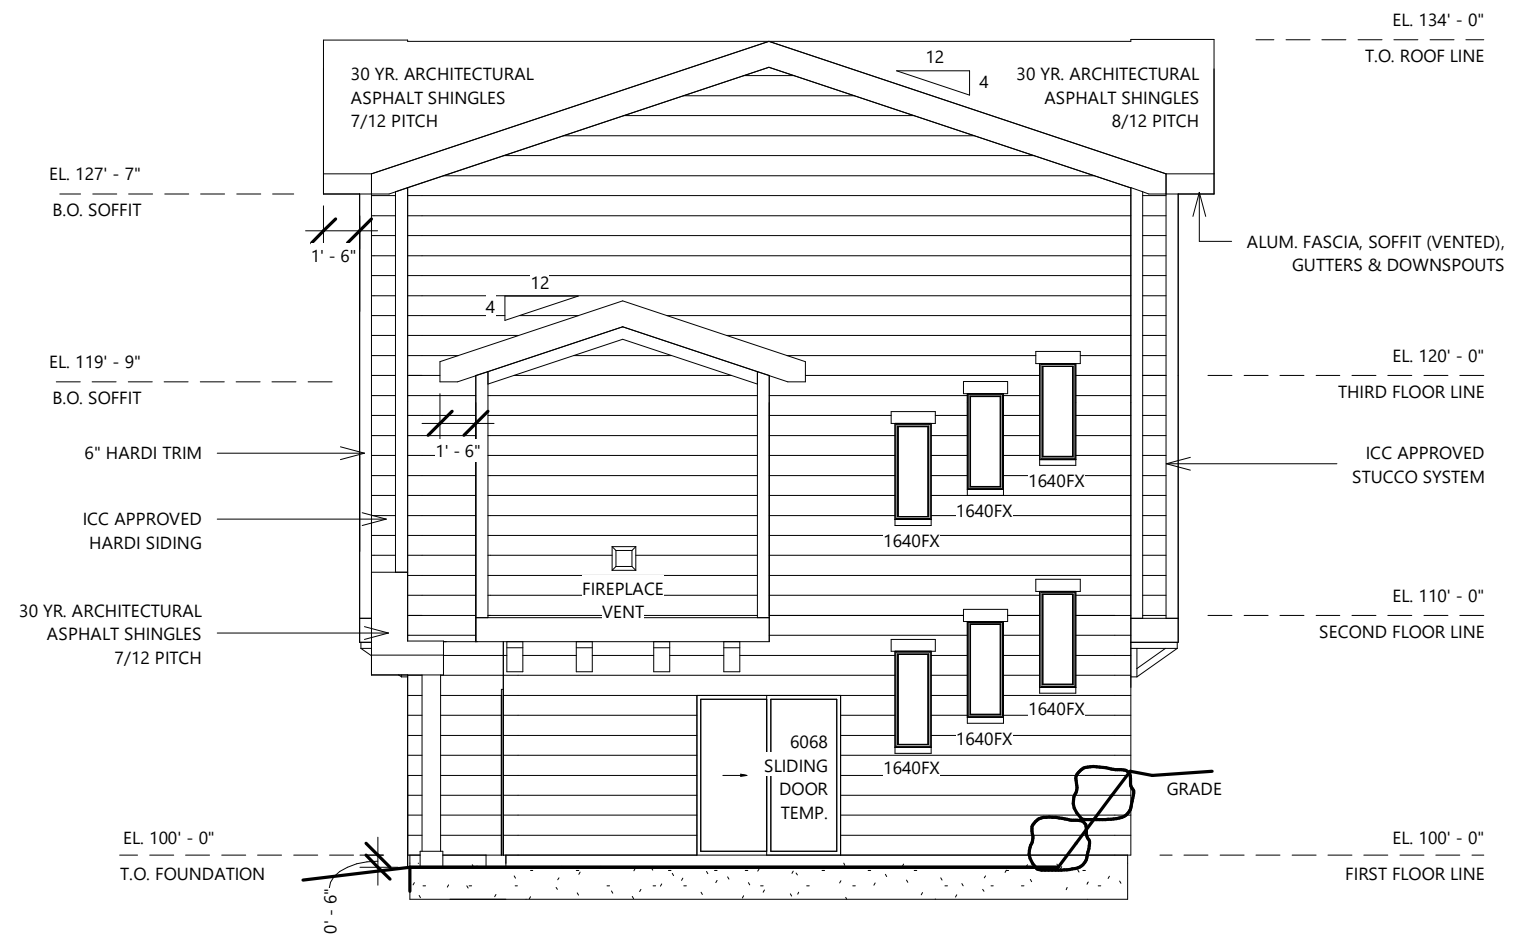 EL. 134' - 0"
T.O. ROOF LINE
30 YR. ARCHITECTURAL
ASPHALT SHINGLES
7/12 PITCH
12
4
30 YR. ARCHITECTURAL
ASPHALT SHINGLES
8/12 PITCH
EL. 127' - 7"
B.O. SOFFIT
1' - 6"
ALUM. FASCIA, SOFFIT (VENTED),
GUTTERS & DOWNSPOUTS
12
4
EL. 119' - 9"
B.O. SOFFIT
EL. 120' - 0"
THIRD FLOOR LINE
6" HARDI TRIM
1' - 6"
ICC APPROVED
STUCCO SYSTEM
1640FX
1640FX
1640FX
ICC APPROVED
HARDI SIDING
FIREPLACE
VENT
30 YR. ARCHITECTURAL
ASPHALT SHINGLES
7/12 PITCH
EL. 110' - 0"
SECOND FLOOR LINE
1640FX
1640FX
1640FX
6068
SLIDING
DOOR
TEMP.
GRADE
EL. 100' - 0"
T.O. FOUNDATION
0' - 6"
EL. 100' - 0"
FIRST FLOOR LINE